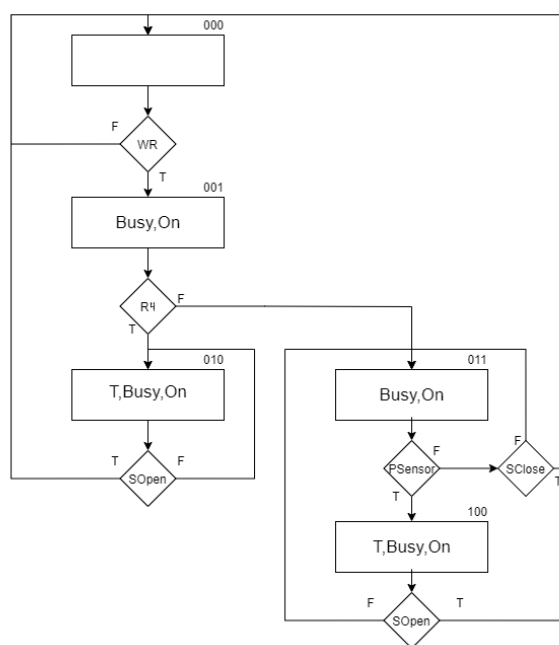 000
F
WR
T
001
Busy,On
R4
F
T
010
T,Busy,On
T
SOpen
F
011
Busy,On
F
PSensor
F
SClose
T
T
100
T,Busy,On
F
SOpen
T